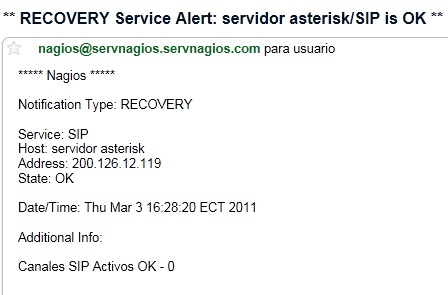 ** RECOVERY Service Alert: servidor asterisk/SIP is OK **
nagios@servnagios.servnagios.com para usuario
***** Nagios *****
Notification Type: RECOVERY
Service: SIP
Host: servidor asterisk
Address: 200.126.12.119
State: OK
Date/Time: Thu Mar 3 16:28:20 ECT 2011
Additional Info:
Canales SIP Activos OK - 0